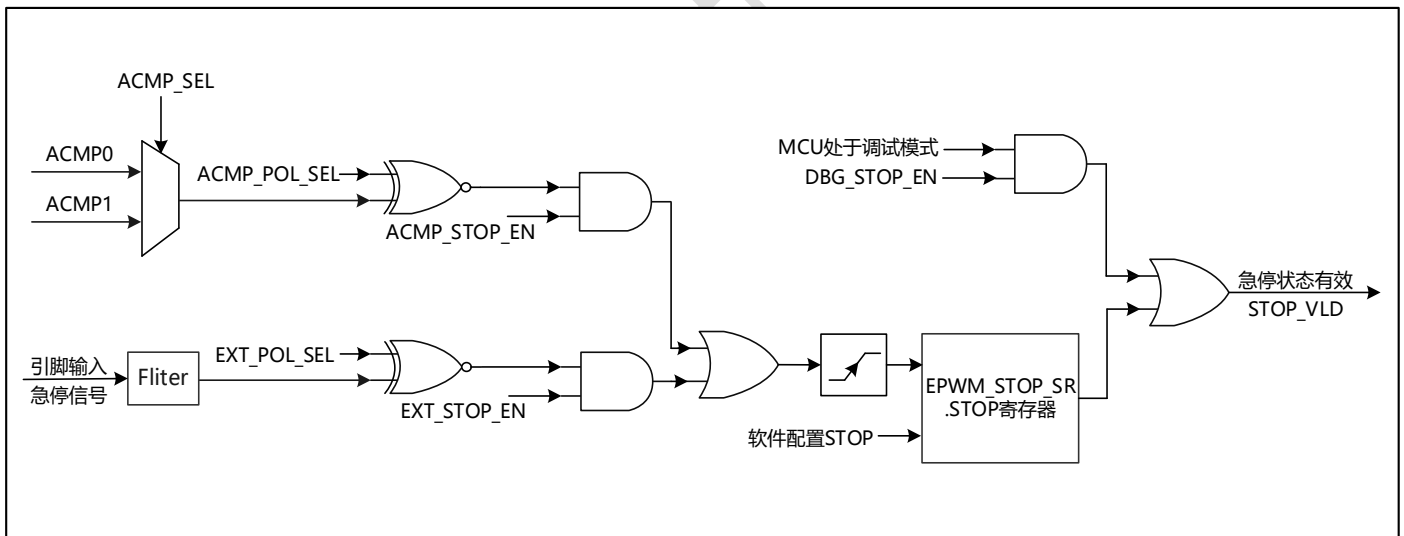 ACMP_SEL
ACMP0
ACMP1
ACMP_POL_SEL
ACMP_STOP_EN
MCU处于调试模式
DBG_STOP_EN
急停状态有效
STOP_VLD
引脚输入
急停信号
Fliter
EXT_POL_SEL
EXT_STOP_EN
EPWM_STOP_SR
.STOP寄存器
软件配置STOP